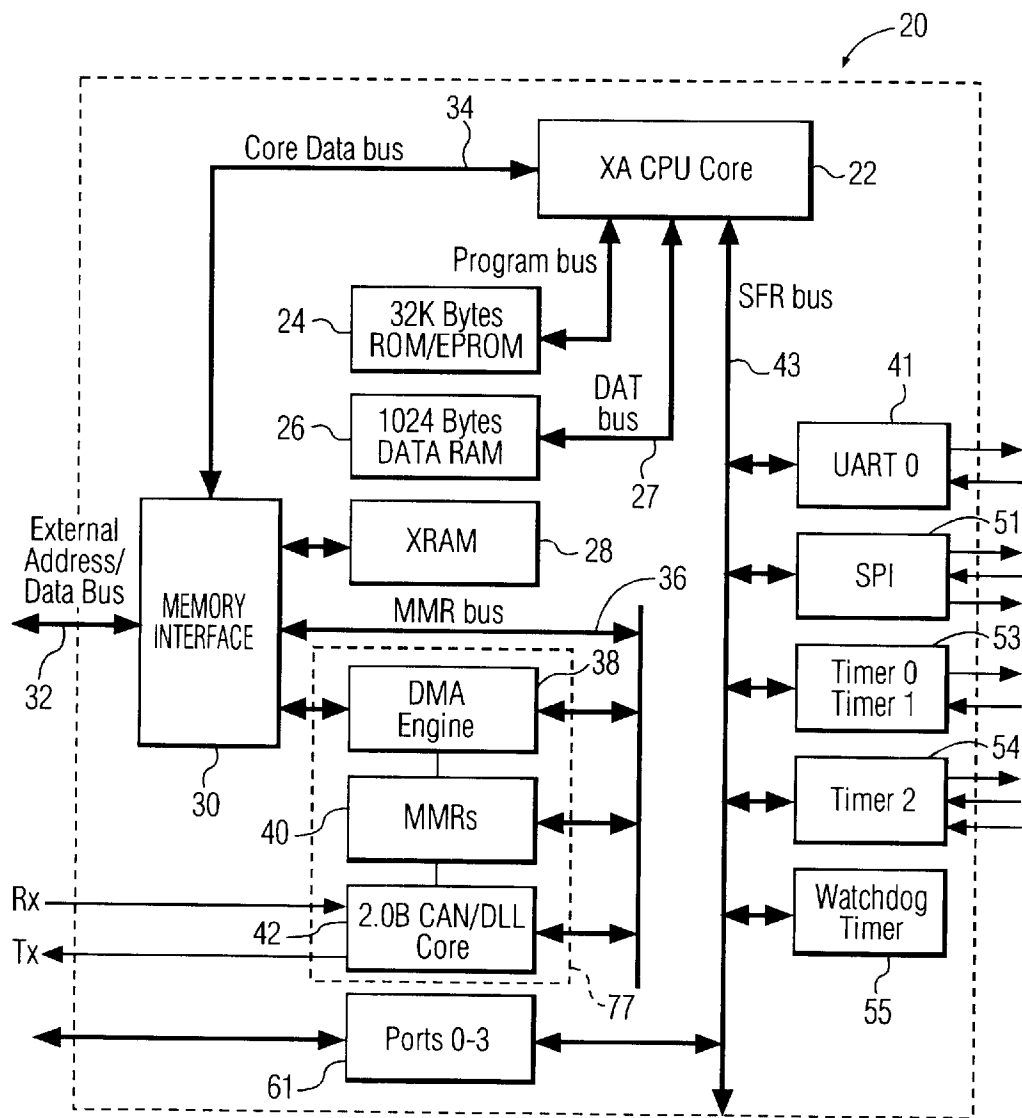 20
34
Core Data bus
XA CPU Core
22
Program bus
SFR bus
24
32K Bytes
ROM/EPROM
43
41
DAT
bus
26
1024 Bytes
DATA RAM
UART 0
27
51
External
Address/
Data Bus
XRAM
28
SPI
36
MEMORY
INTERFACE
MMR bus
32
38
53
DMA
Engine
Timer 0
Timer 1
30
54
40
MMRs
Timer 2
Rx
42
2.0B CAN/DLL
Core
Watchdog
Timer
Tx
77
55
Ports 0-3
61